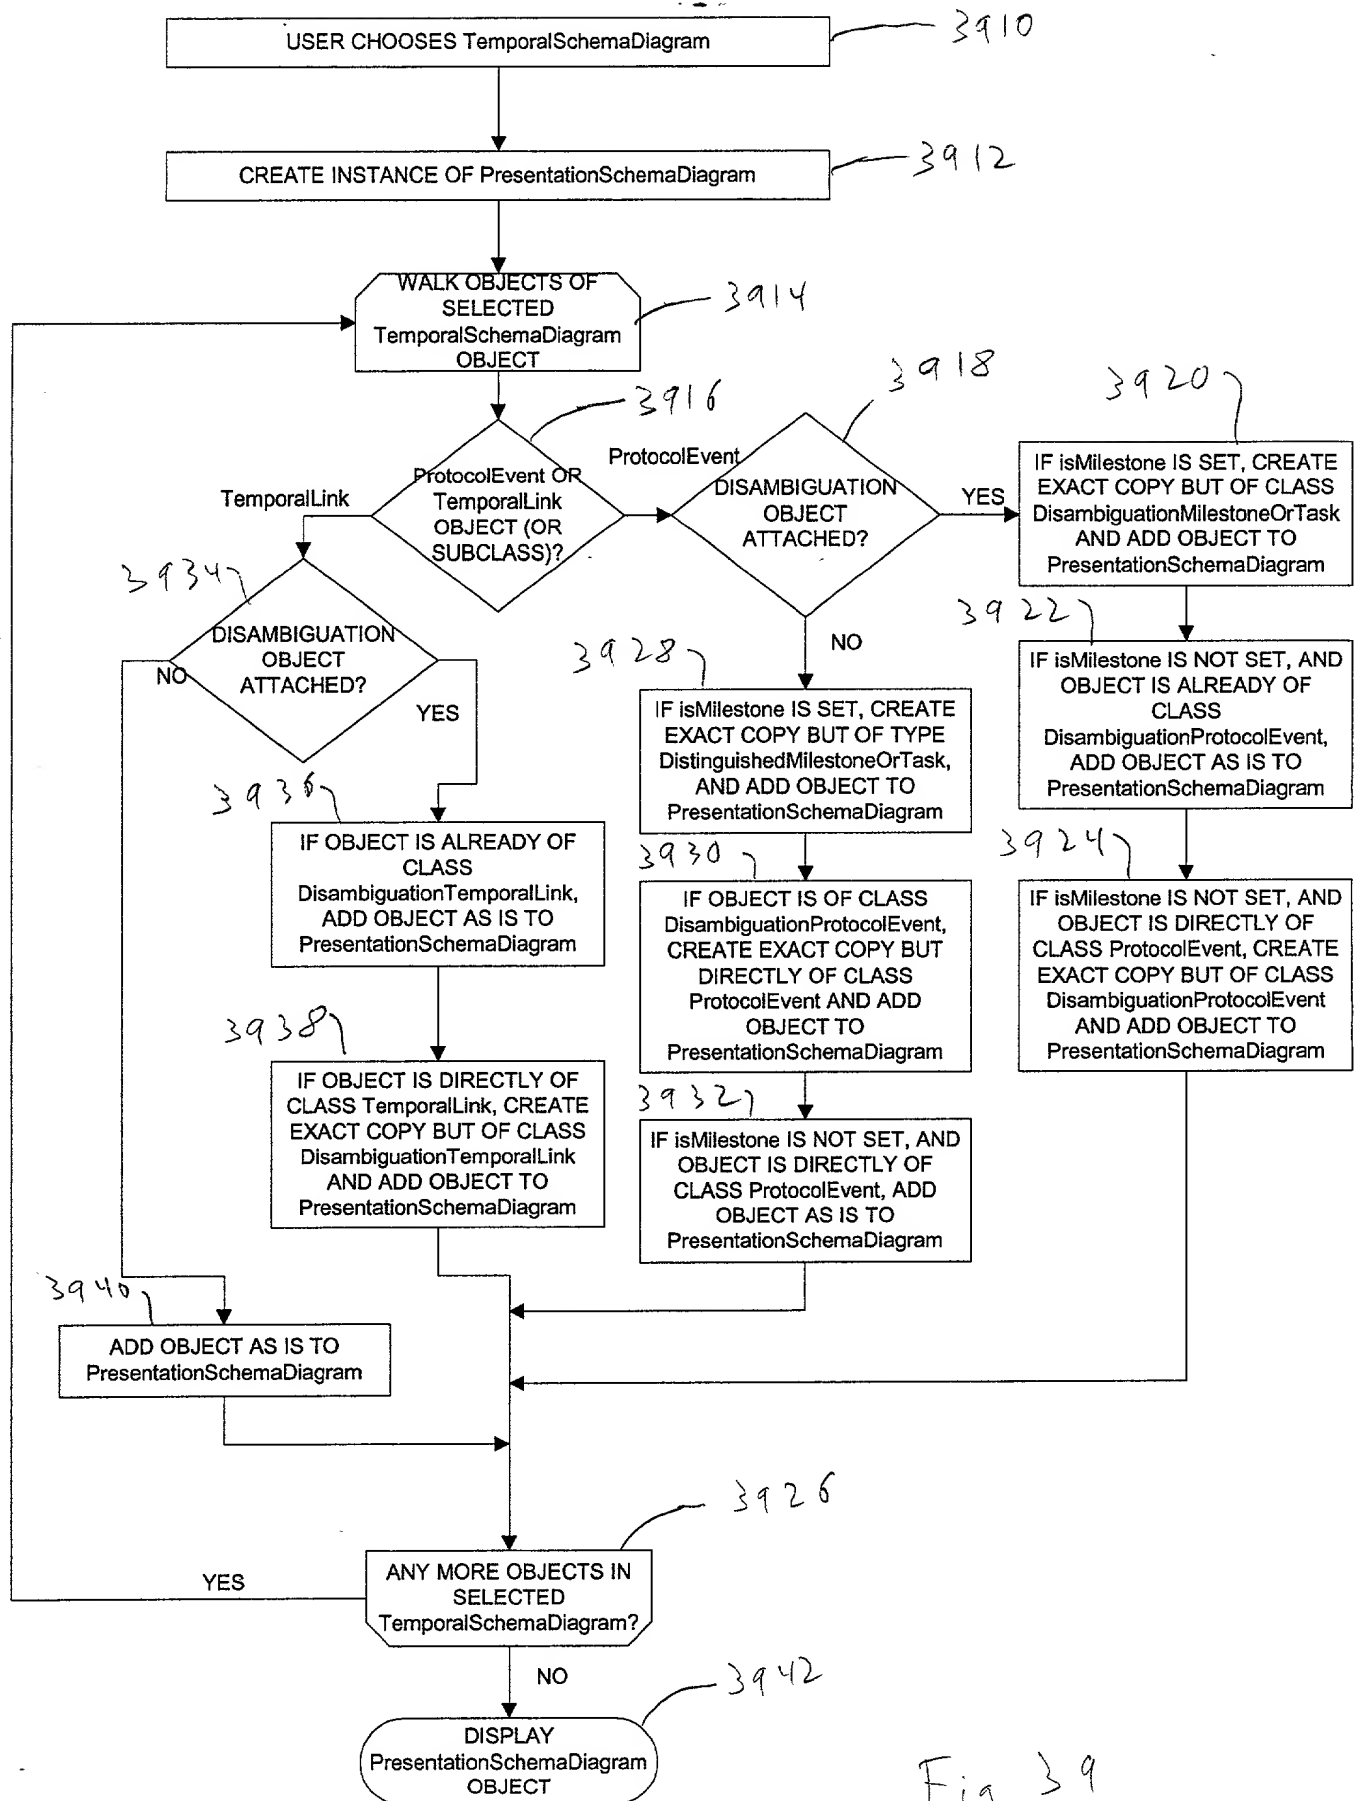 USER CHOOSES TemporalSchemaDiagram
3910
CREATE INSTANCE OF PresentationSchemaDiagram
3912
WALK OBJECTS OF
SELECTED
TemporalSchemaDiagram
OBJECT
3914
3916
ProtocolEvent OR
TemporalLink
OBJECT (OR
SUBCLASS)?
TemporalLink
ProtocolEvent
3918
DISAMBIGUATION
OBJECT
ATTACHED?
YES
NO
3920
IF isMilestone IS SET, CREATE
EXACT COPY BUT OF CLASS
DisambiguationMilestoneOrTask
AND ADD OBJECT TO
PresentationSchemaDiagram
3922
IF isMilestone IS NOT SET, AND
OBJECT IS ALREADY OF
CLASS
DisambiguationProtocolEvent,
ADD OBJECT AS IS TO
PresentationSchemaDiagram
3924
IF isMilestone IS NOT SET, AND
OBJECT IS DIRECTLY OF
CLASS ProtocolEvent, CREATE
EXACT COPY BUT OF CLASS
DisambiguationProtocolEvent
AND ADD OBJECT TO
PresentationSchemaDiagram
3928
IF isMilestone IS SET, CREATE
EXACT COPY BUT OF TYPE
DistinguishedMilestoneOrTask,
AND ADD OBJECT TO
PresentationSchemaDiagram
3930
IF OBJECT IS OF CLASS
DisambiguationProtocolEvent,
CREATE EXACT COPY BUT
DIRECTLY OF CLASS
ProtocolEvent AND ADD
OBJECT TO
PresentationSchemaDiagram
3932
IF isMilestone IS NOT SET, AND
OBJECT IS DIRECTLY OF
CLASS ProtocolEvent, ADD
OBJECT AS IS TO
PresentationSchemaDiagram
3934
DISAMBIGUATION
OBJECT
ATTACHED?
NO
YES
3936
IF OBJECT IS ALREADY OF
CLASS
DisambiguationTemporalLink,
ADD OBJECT AS IS TO
PresentationSchemaDiagram
3938
IF OBJECT IS DIRECTLY OF
CLASS TemporalLink, CREATE
EXACT COPY BUT OF CLASS
DisambiguationTemporalLink
AND ADD OBJECT TO
PresentationSchemaDiagram
3940
ADD OBJECT AS IS TO
PresentationSchemaDiagram
3926
ANY MORE OBJECTS IN
SELECTED
TemporalSchemaDiagram?
YES
NO
3942
DISPLAY
PresentationSchemaDiagram
OBJECT
Fig 39